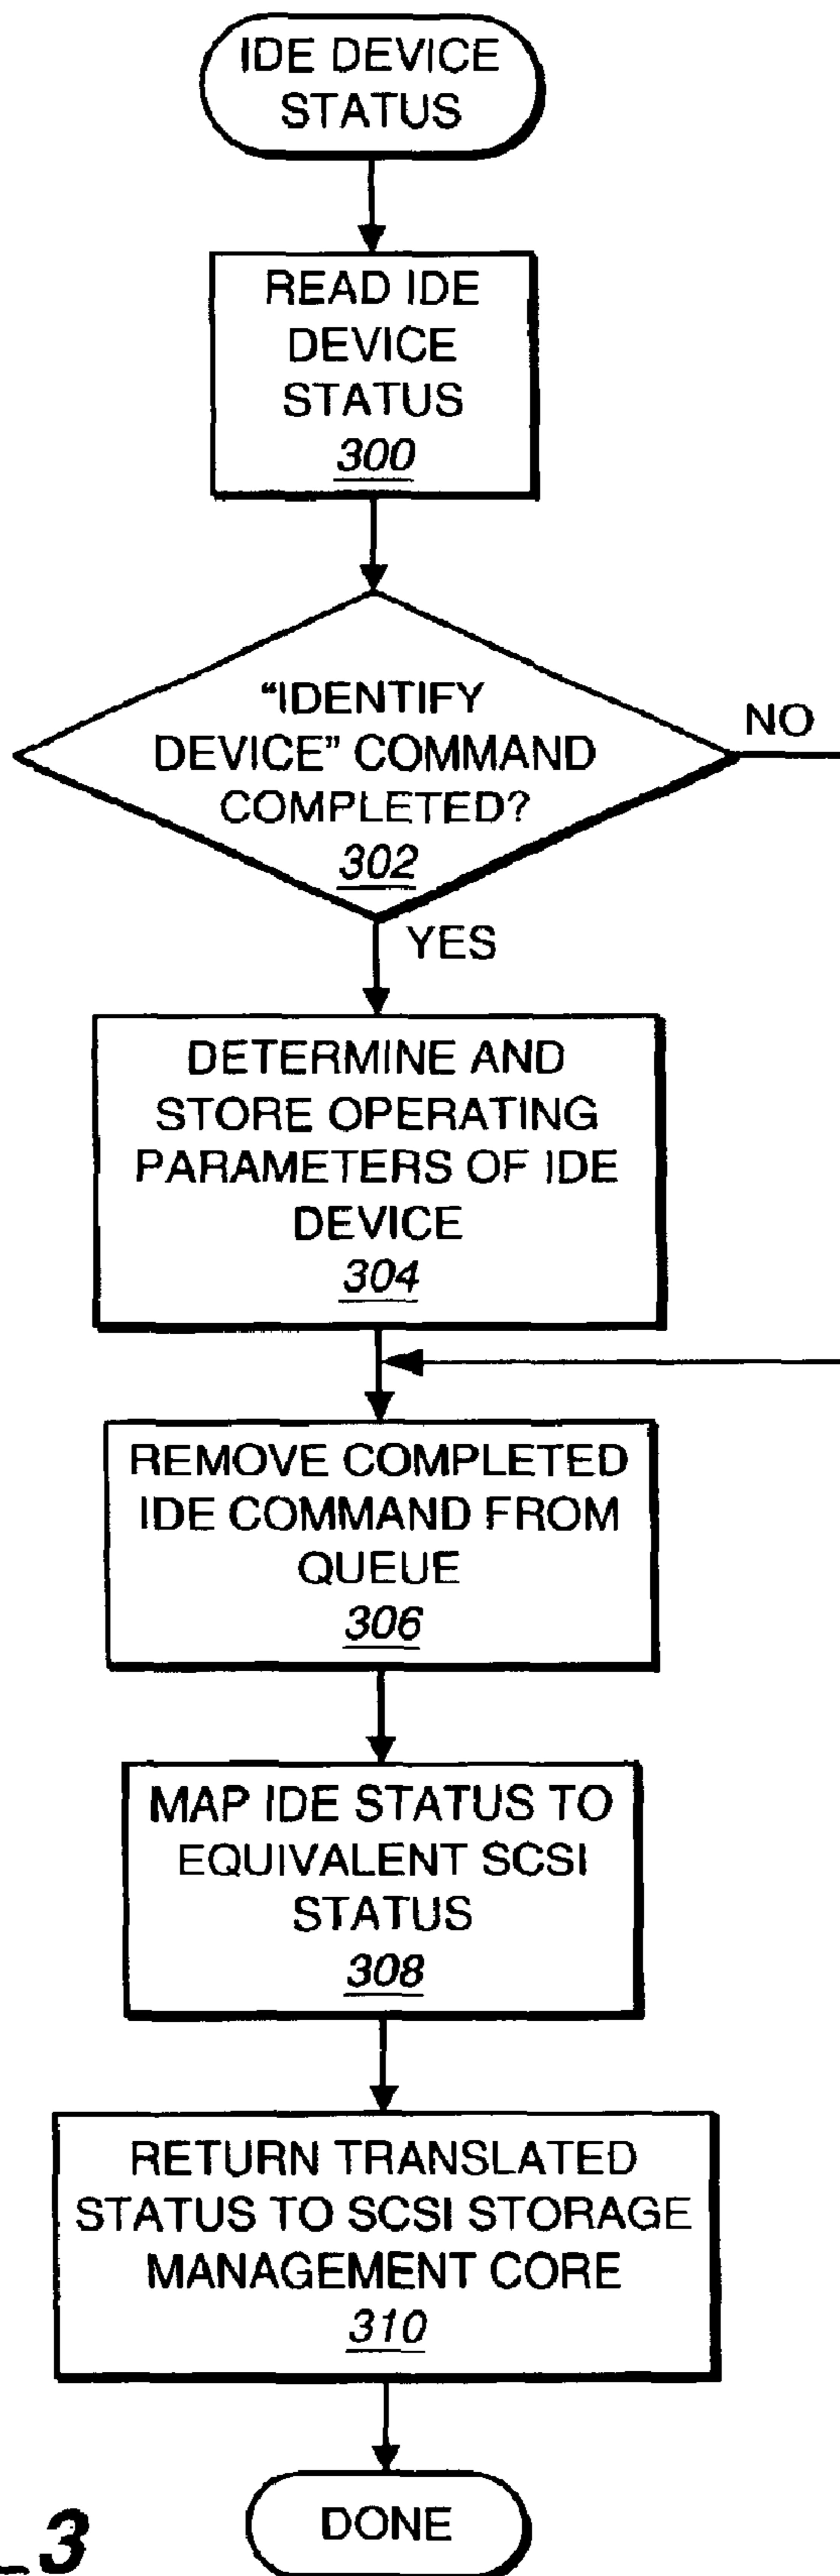 IDE DEVICE
STATUS
READ IDE
DEVICE
STATUS
300
“IDENTIFY
DEVICE” COMMAND
COMPLETED?
302
NO
YES
DETERMINE AND
STORE OPERATING
PARAMETERS OF IDE
DEVICE
304
REMOVE COMPLETED
IDE COMMAND FROM
QUEUE
306
MAP IDE STATUS TO
EQUIVALENT SCSI
STATUS
308
RETURN TRANSLATED
STATUS TO SCSI STORAGE
MANAGEMENT CORE
310
DONE
_3